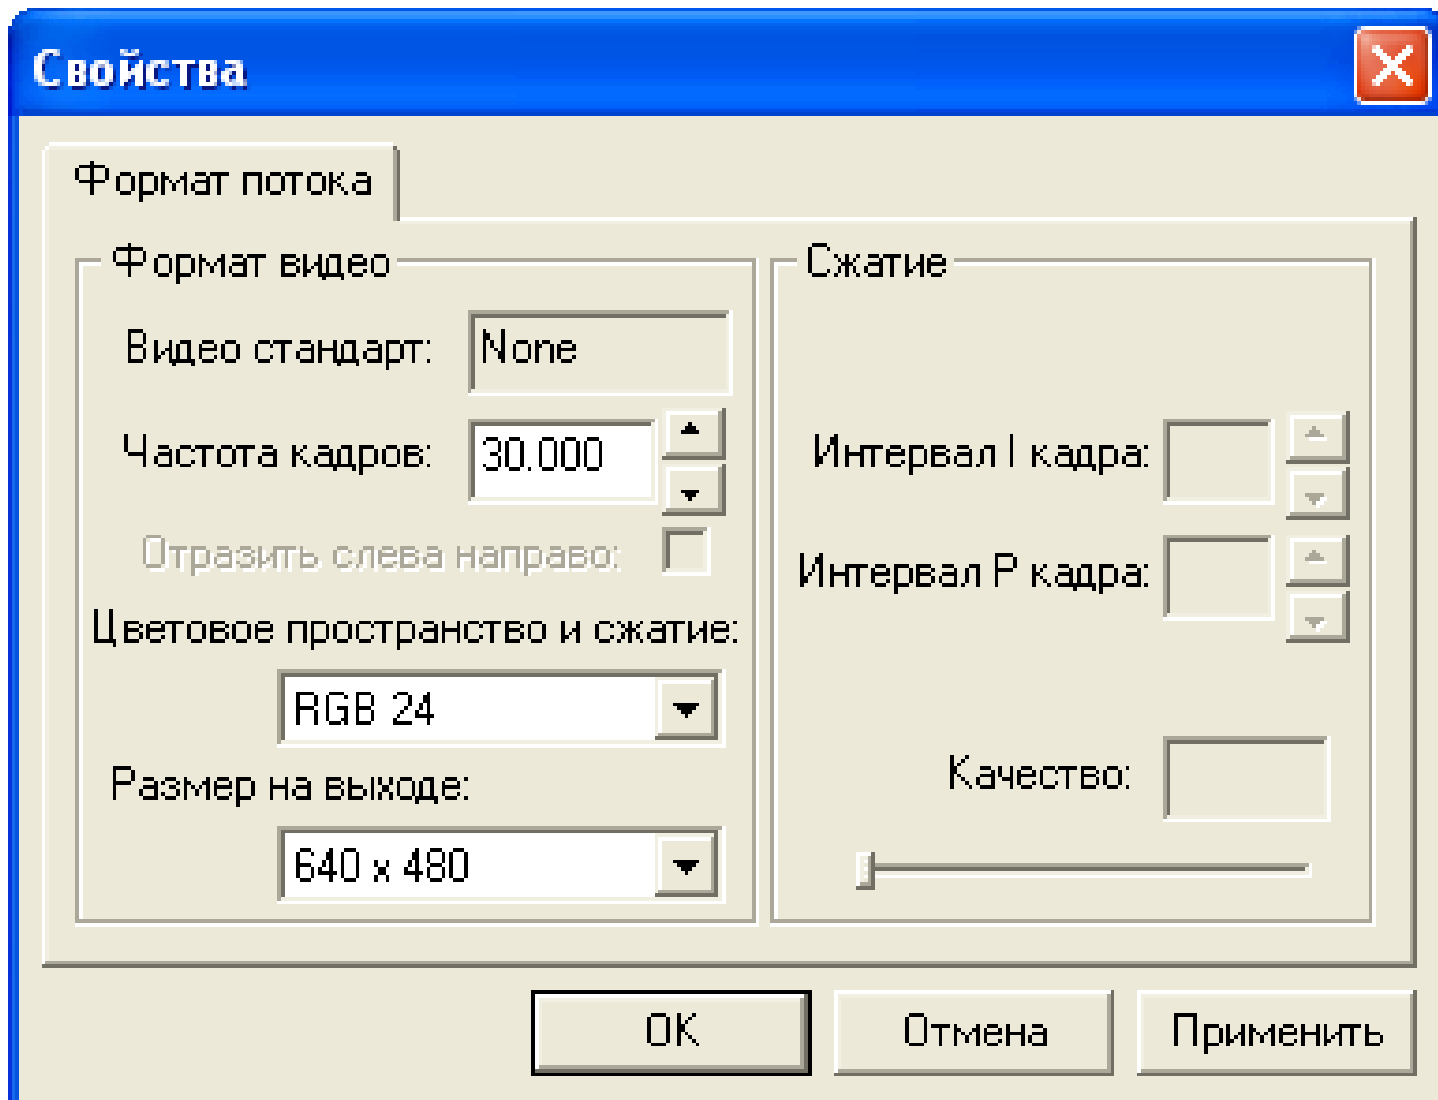 Свойства
Формат потока
Формат видео
Видео стандарт: None
Частота кадров: 30.000
Отразить слева направо:
Цветовое пространство и сжатие:
RGB 24
Размер на выходе:
640 x 480
Сжатие
Интервал I кадра:
Интервал P кадра:
Качество:
OK
Отмена
Применить